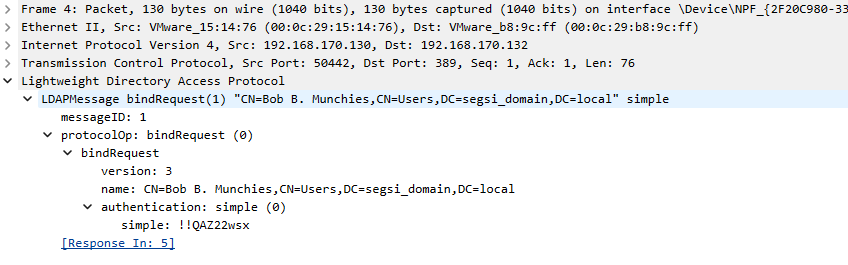 Frame 4: Packet, 130 bytes on wire (1040 bits), 130 bytes captured (1040 bits) on interface \Device\NPF_{2F20C980-33
Ethernet II, Src: VMware_15:14:76 (00:0c:29:15:14:76), Dst: VMware_b8:9c:ff (00:0c:29:b8:9c:ff)
Internet Protocol Version 4, Src: 192.168.170.130, Dst: 192.168.170.132
Transmission Control Protocol, Src Port: 50442, Dst Port: 389, Seq: 1, Ack: 1, Len: 76
Lightweight Directory Access Protocol
LDAPMessage bindRequest(1) "CN=Bob B. Munchies,CN=Users,DC=segsi_domain,DC=local" simple
messageID: 1
protocolOp: bindRequest (0)
bindRequest
version: 3
name: CN=Bob B. Munchies,CN=Users,DC=segsi_domain,DC=local
authentication: simple (0)
simple: !!QAZ22wsx
[Response In: 5]